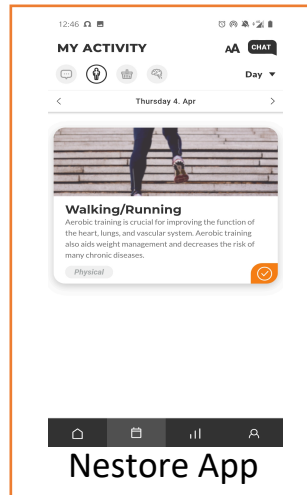 12:46
MY ACTIVITY
AA CHAT
Day
Thursday 4. Apr
Walking/Running
Aerobic training is crucial for improving the function of
the heart, lungs, and vascular system. Aerobic training
also aids weight management and decreases the risk of
many chronic diseases.
Physical
Nestore App